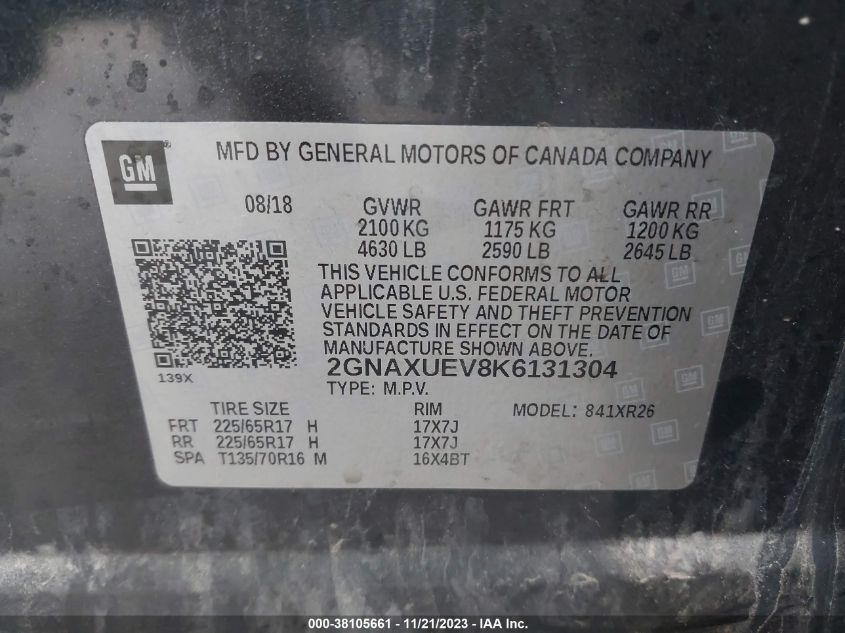 GM®
MFD BY GENERAL MOTORS OF CANADA COMPANY
08/18 GVWR GAWR FRT GAWR RR
2100 KG 1175 KG 1200 KG
4630 LB 2590 LB 2645 LB
THIS VEHICLE CONFORMS TO ALL
APPLICABLE U.S. FEDERAL MOTOR
VEHICLE SAFETY AND THEFT PREVENTION
STANDARDS IN EFFECT ON THE DATE OF
MANUFACTURE SHOWN ABOVE.
139X
2GNAXUEV8K6131304
TYPE: M.P.V.
TIRE SIZE RIM MODEL: 841XR26
FRT 225/65R17 H 17X7J
RR 225/65R17 H 17X7J
SPA T135/70R16 M 16X4BT
000-38105661 - 11/21/2023 - IAA Inc.